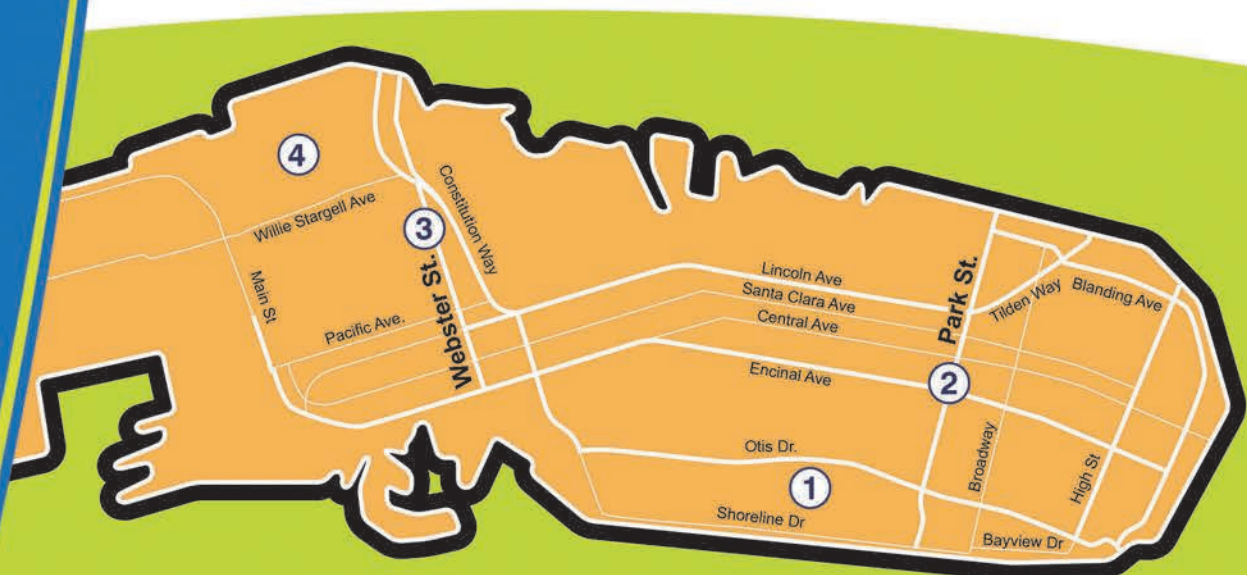 4
Willie Stargell Ave
3
Constitution Way
Main St
Pacific Ave.
Webster St.
Lincoln Ave
Santa Clara Ave
Central Ave
Encinal Ave
Park St.
Tilden Way
Blanding Ave
2
Otis Dr.
1
Shoreline Dr
Broadway
High St
Bayview Dr